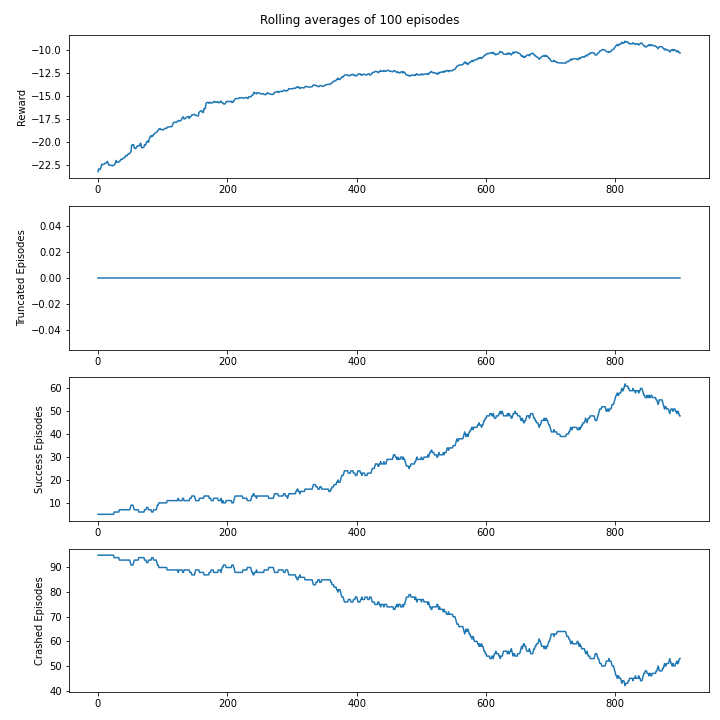 Rolling averages of 100 episodes
Reward
−10.0
−12.5
−15.0
−17.5
−20.0
−22.5
0 200 400 600 800
Truncated Episodes
0.04
0.02
0.00
−0.02
−0.04
0 200 400 600 800
Success Episodes
60
50
40
30
20
10
0 200 400 600 800
Crashed Episodes
90
80
70
60
50
40
0 200 400 600 800